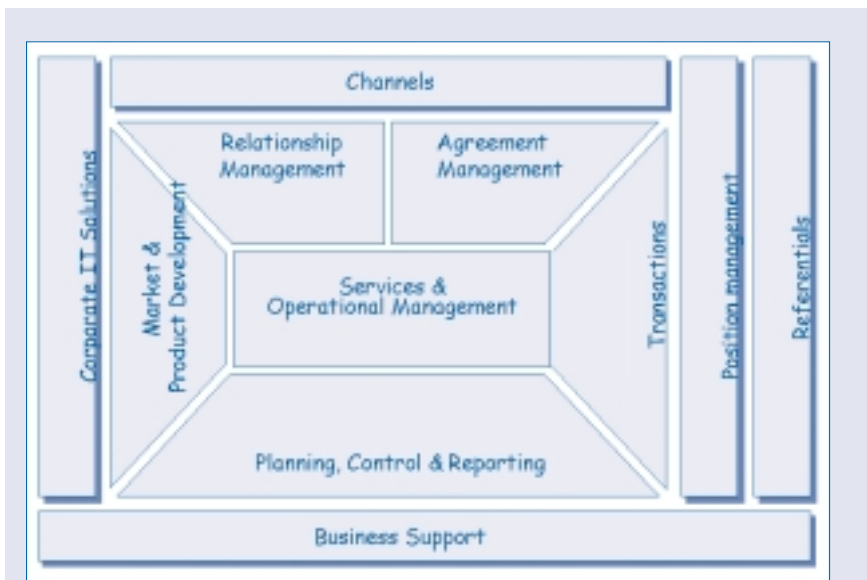 Channels
Relationship
Management
Agreement
Management
Corporate IT Solutions
Market &
Product Development
Services &
Operational Management
Transactions
Position management
Referentials
Planning, Control & Reporting
Business Support